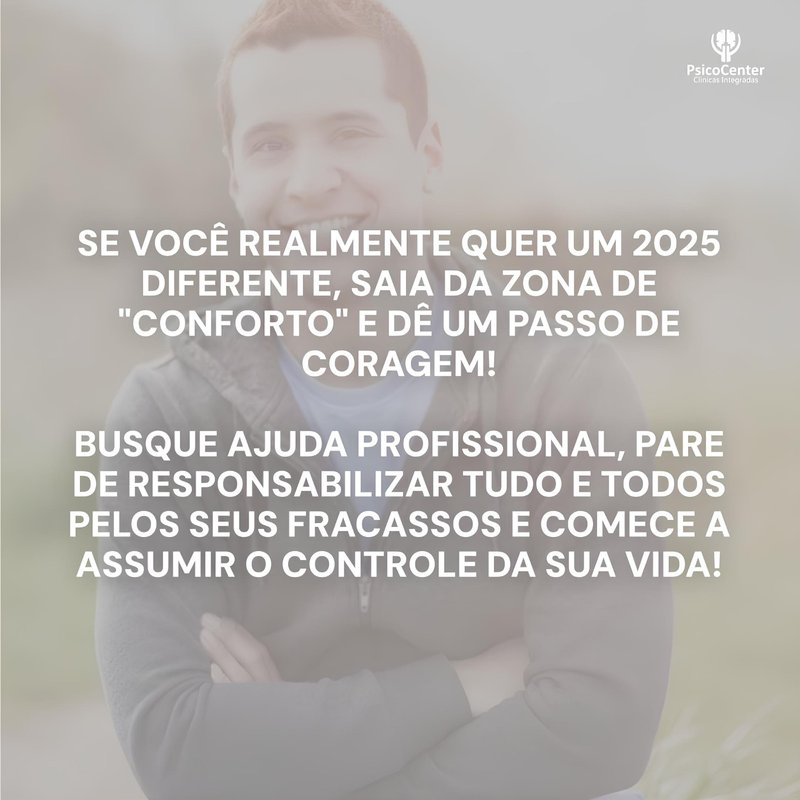 PsicoCenter
Clínicas Integradas
SE VOCÊ REALMENTE QUER UM 2025
DIFERENTE, SAIA DA ZONA DE
"CONFORTO" E DÊ UM PASSO DE
CORAGEM!
BUSQUE AJUDA PROFISSIONAL, PARE
DE RESPONSABILIZAR TUDO E TODOS
PELOS SEUS FRACASSOS E COMECE A
ASSUMIR O CONTROLE DA SUA VIDA!